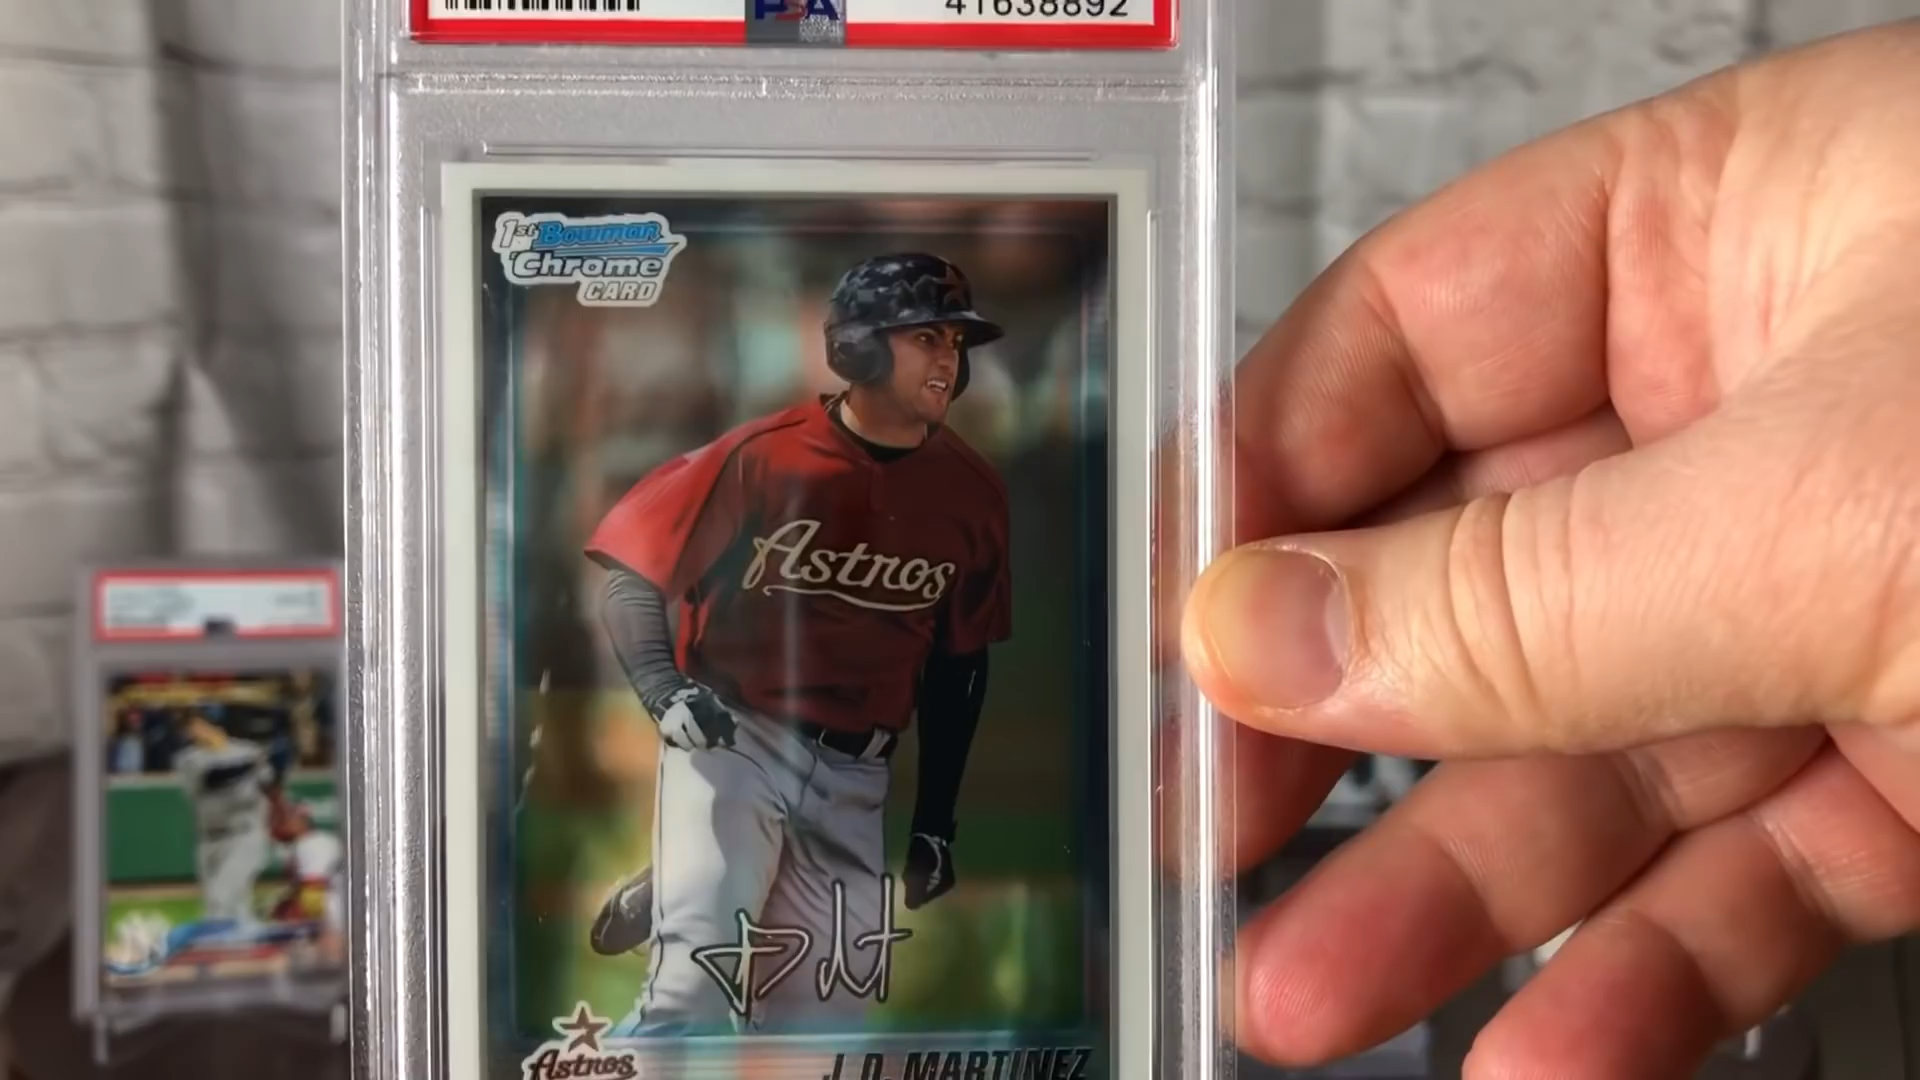 PSA
41638892
1st Bowman
Chrome
CARD
Astros
Astros
J.D. MARTINEZ